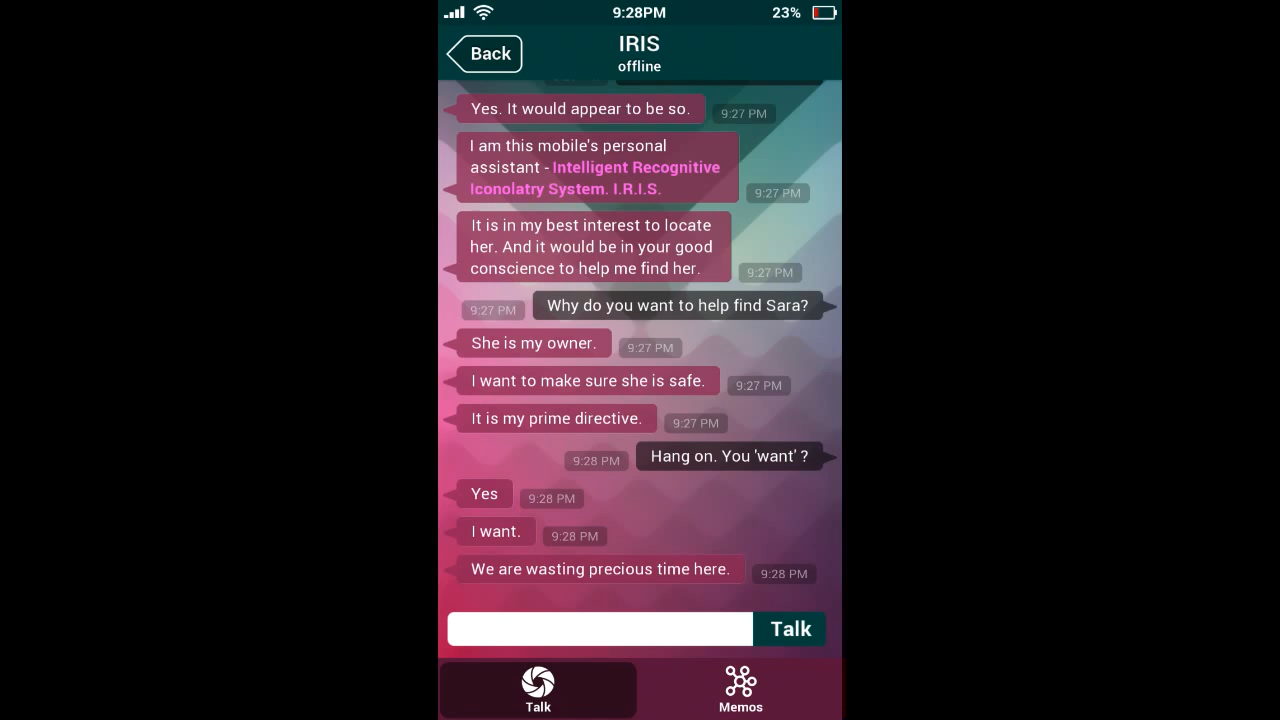 9:28PM
23%
Back
IRIS
offline
Yes. It would appear to be so.
9:27 PM
I am this mobile's personal
assistant - Intelligent Recognitive
Iconolatry System. I.R.I.S.
9:27 PM
It is in my best interest to locate
her. And it would be in your good
conscience to help me find her.
9:27 PM
9:27 PM
Why do you want to help find Sara?
She is my owner.
9:27 PM
I want to make sure she is safe.
9:27 PM
It is my prime directive.
9:27 PM
9:28 PM
Hang on. You 'want' ?
Yes
9:28 PM
I want.
9:28 PM
We are wasting precious time here.
9:28 PM
Talk
Talk
Memos